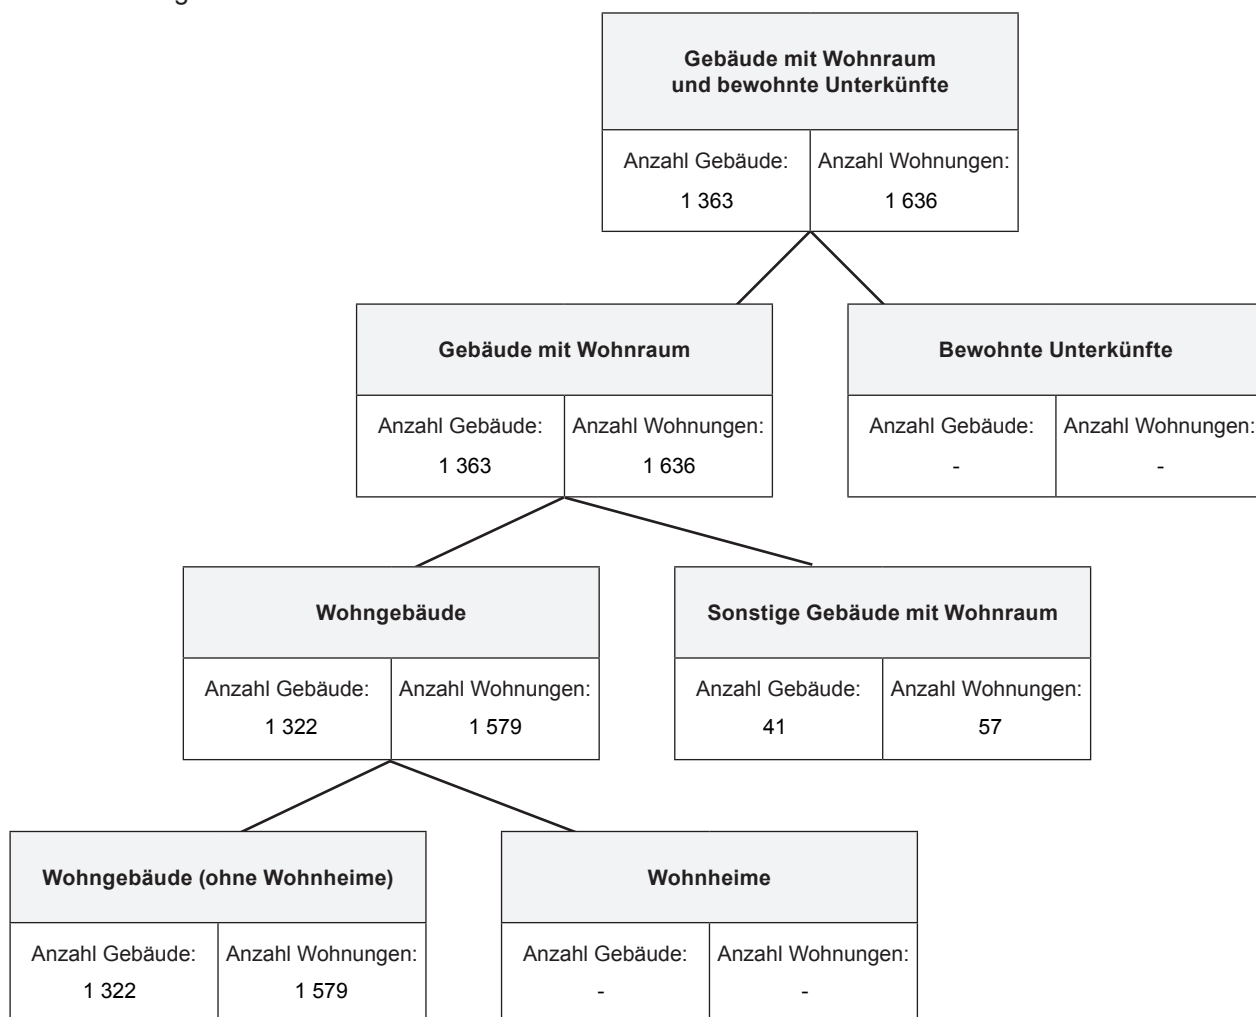 Gebäude mit Wohnraum
und bewohnte Unterkünfte
Anzahl Gebäude: Anzahl Wohnungen:
1 363 1 636
Gebäude mit Wohnraum
Anzahl Gebäude: Anzahl Wohnungen:
1 363 1 636
Bewohnte Unterkünfte
Anzahl Gebäude: Anzahl Wohnungen:
- -
Wohngebäude
Anzahl Gebäude: Anzahl Wohnungen:
1 322 1 579
Sonstige Gebäude mit Wohnraum
Anzahl Gebäude: Anzahl Wohnungen:
41 57
Wohngebäude (ohne Wohnheime)
Anzahl Gebäude: Anzahl Wohnungen:
1 322 1 579
Wohnheime
Anzahl Gebäude: Anzahl Wohnungen:
- -